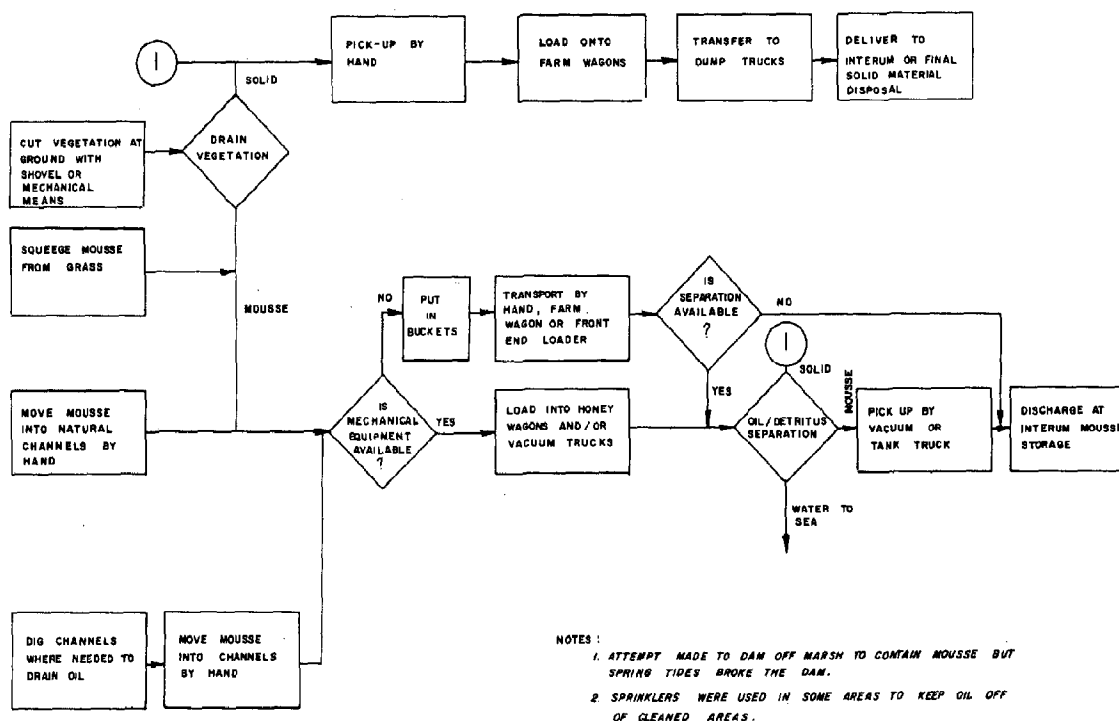 1
PICK-UP BY
HAND
LOAD ONTO
FARM WAGONS
TRANSFER TO
DUMP TRUCKS
DELIVER TO
INTERUM OR FINAL
SOLID MATERIAL
DISPOSAL
SOLID
CUT VEGETATION AT
GROUND WITH
SHOVEL OR
MECHANICAL
MEANS
DRAIN
VEGETATION
SQUEEGE MOUSSE
FROM GRASS
MOUSSE
NO
PUT
IN
BUCKETS
TRANSPORT BY
HAND, FARM
WAGON OR FRONT
END LOADER
IS
SEPARATION
AVAILABLE
?
NO
1
SOLID
YES
MOUSSE
MOVE MOUSSE
INTO NATURAL
CHANNELS BY
HAND
IS
MECHANICAL
EQUIPMENT
AVAILABLE
?
YES
LOAD INTO HONEY
WAGONS AND/OR
VACUUM TRUCKS
OIL/DETRITUS
SEPARATION
PICK UP BY
VACUUM OR
TANK TRUCK
DISCHARGE AT
INTERUM MOUSSE
STORAGE
WATER TO
SEA
DIG CHANNELS
WHERE NEEDED TO
DRAIN OIL
MOVE MOUSSE
INTO CHANNELS
BY HAND
NOTES :
1. ATTEMPT MADE TO DAM OFF MARSH TO CONTAIN MOUSSE BUT
SPRING TIDES BROKE THE DAM.
2. SPRINKLERS WERE USED IN SOME AREAS TO KEEP OIL OFF
OF CLEANED AREAS.